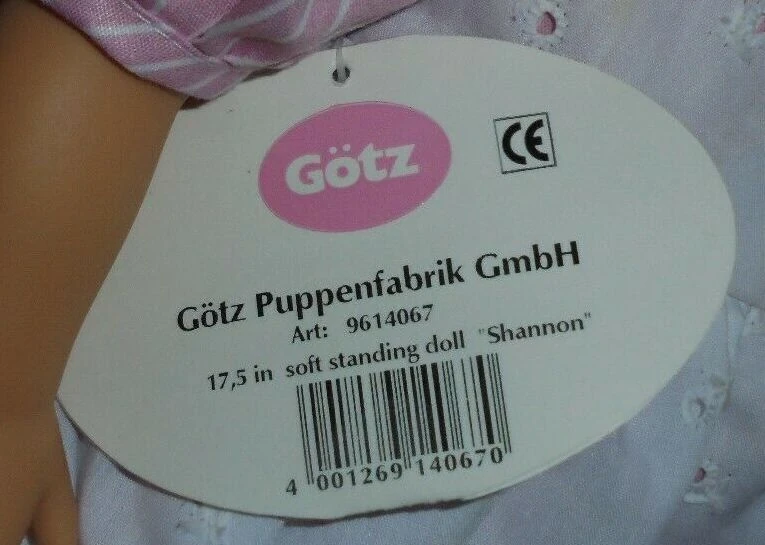 Götz
CE
Götz Puppenfabrik GmbH
Art: 9614067
17,5 in soft standing doll "Shannon"
4 001269 140670